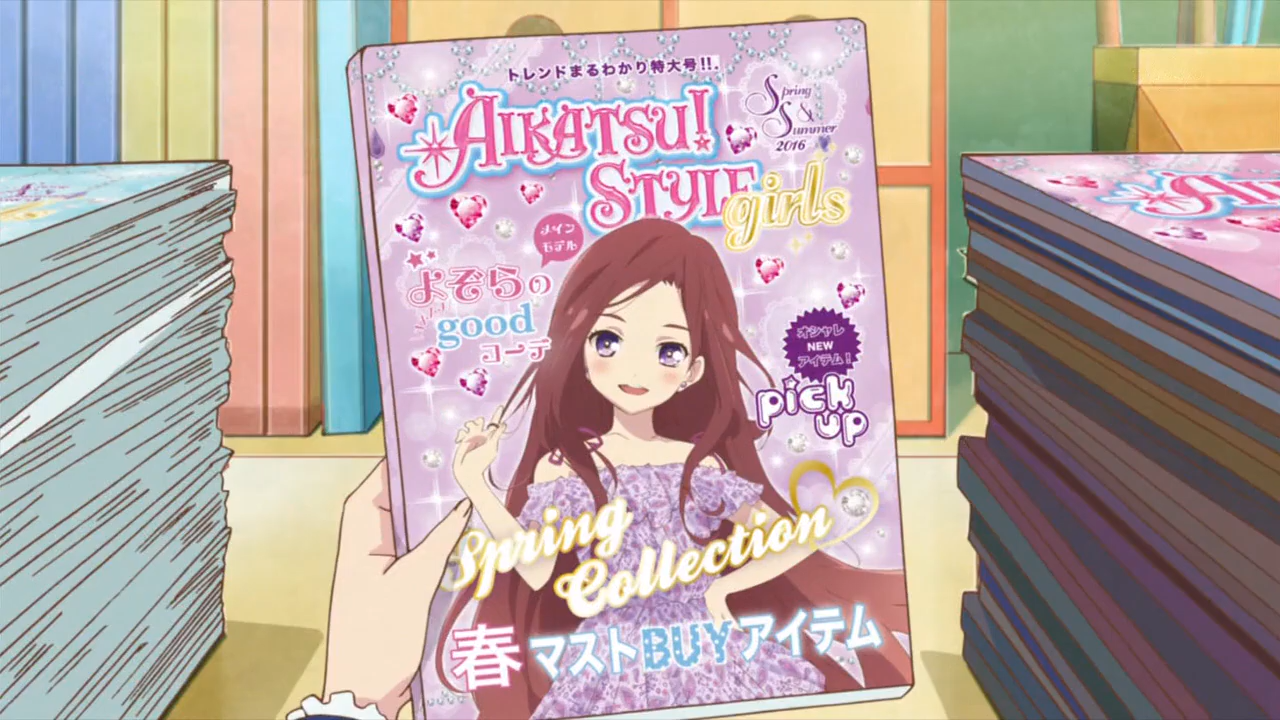 トレンドまるわかり特大号!!.
AIKATSU!
STYLE
girls
Spring
&
Summer
2016
メイン
モデル
よぞらの
good
コーデ
オシャレ
NEW
アイテム!
pick
up
Spring
Collection
春マストBUYアイテム